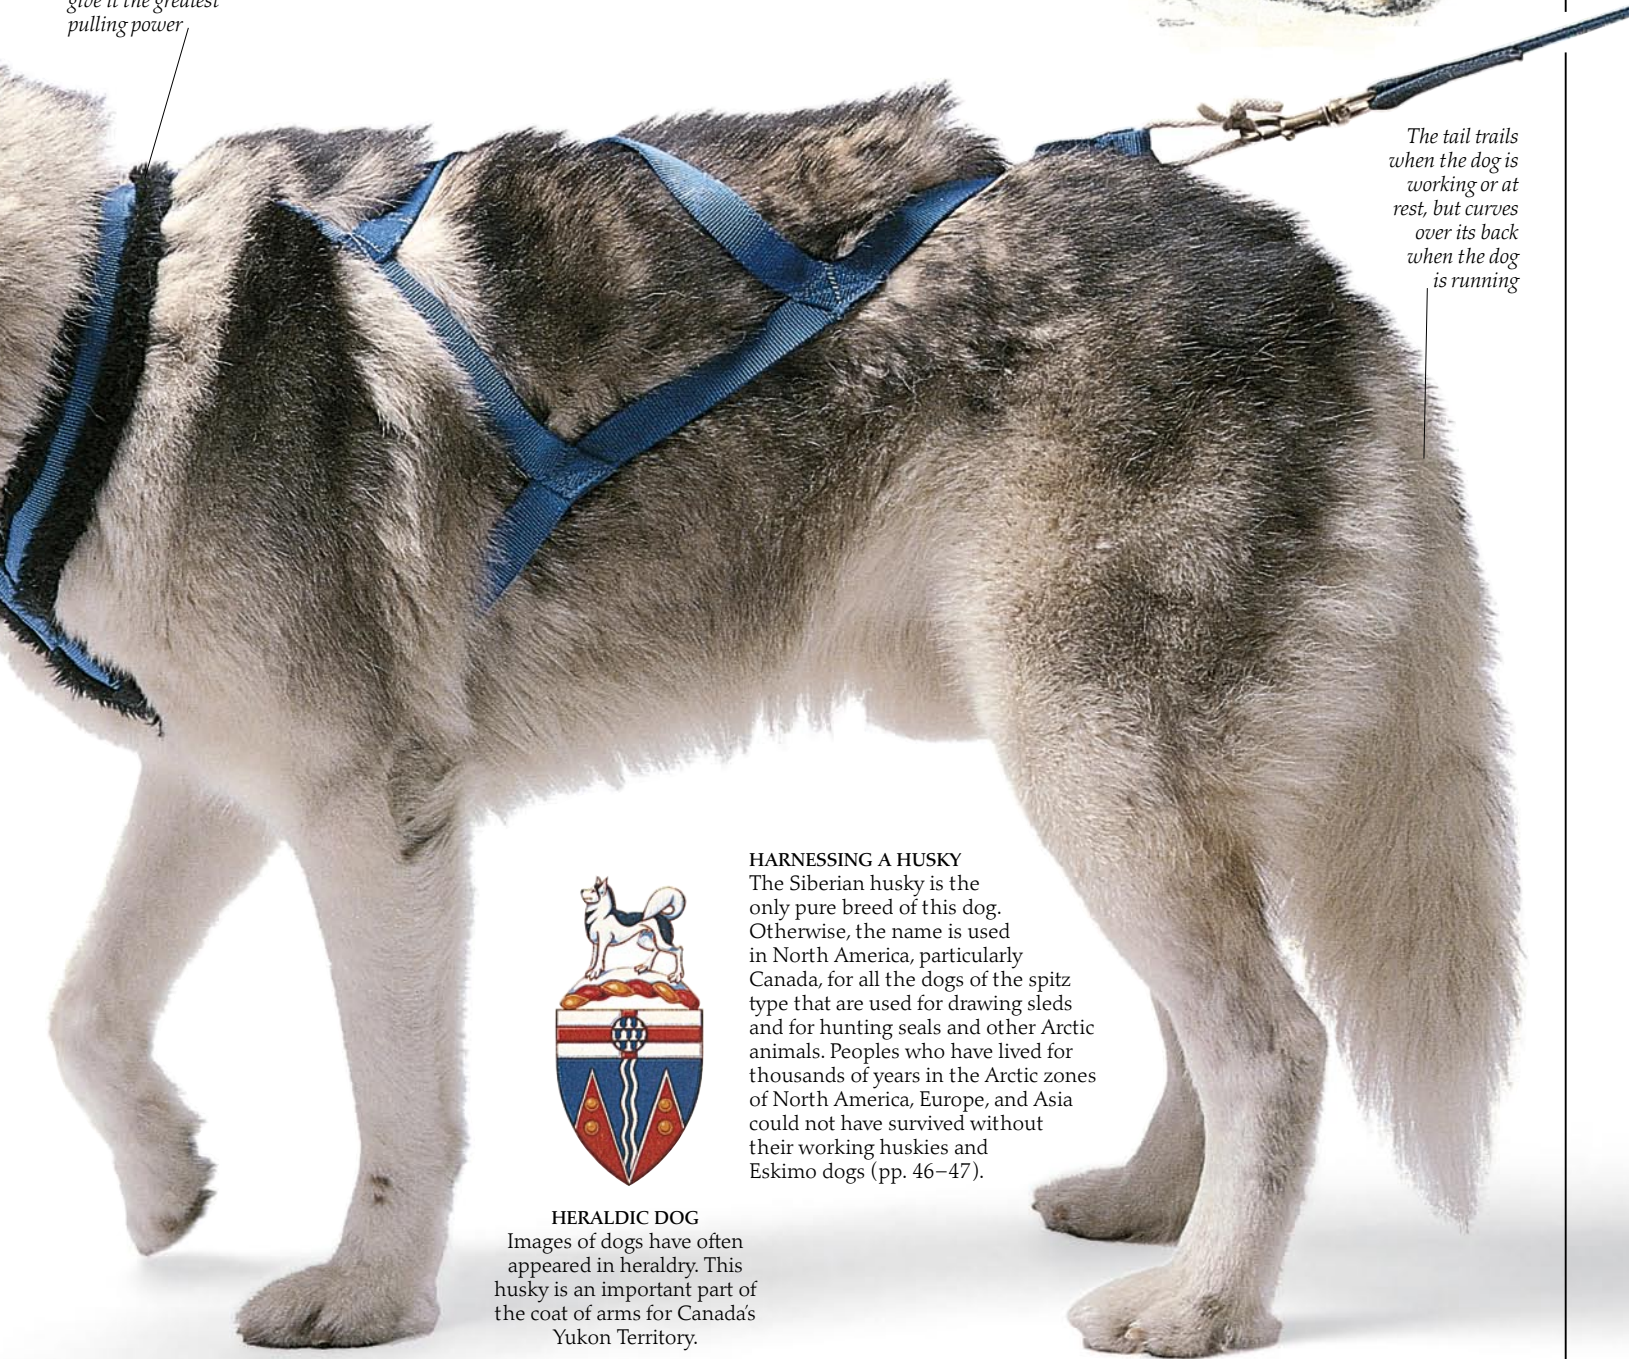 give it the greatest
pulling power
The tail trails
when the dog is
working or at
rest, but curves
over its back
when the dog
is running
HARNESSING A HUSKY
The Siberian husky is the
only pure breed of this dog.
Otherwise, the name is used
in North America, particularly
Canada, for all the dogs of the spitz
type that are used for drawing sleds
and for hunting seals and other Arctic
animals. Peoples who have lived for
thousands of years in the Arctic zones
of North America, Europe, and Asia
could not have survived without
their working huskies and
Eskimo dogs (pp. 46–47).
HERALDIC DOG
Images of dogs have often
appeared in heraldry. This
husky is an important part of
the coat of arms for Canada's
Yukon Territory.